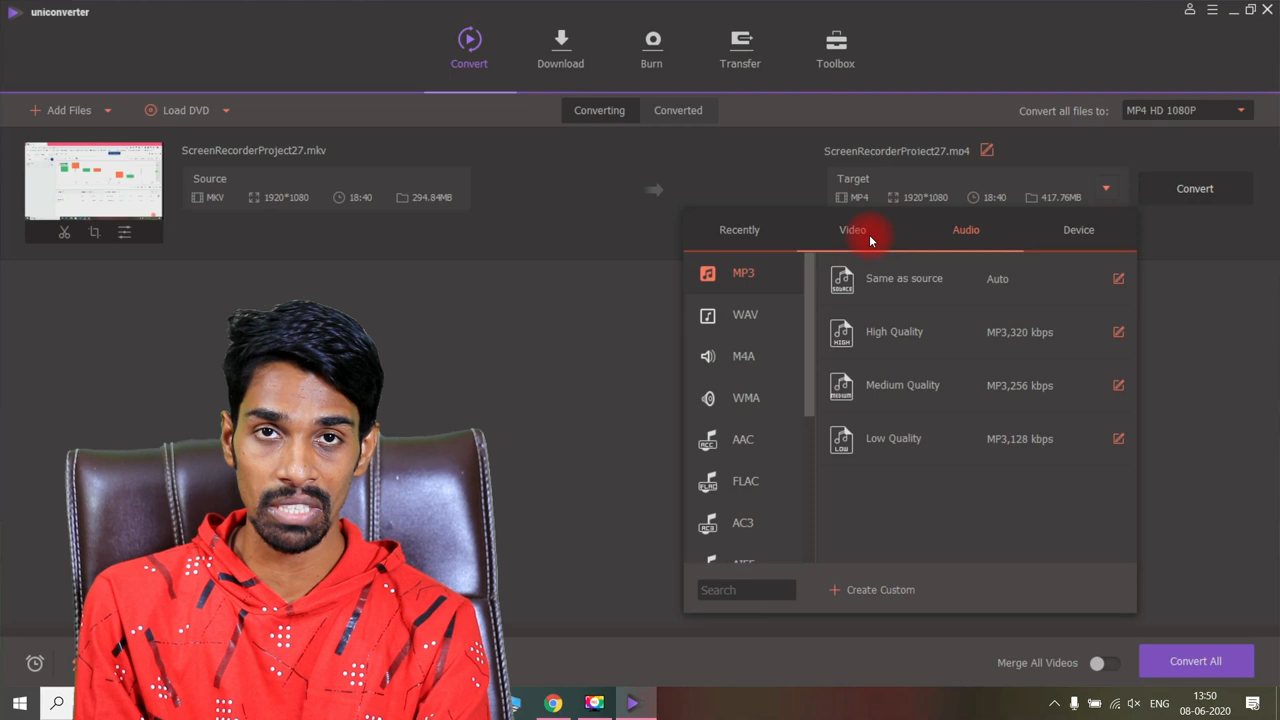 uniconverter
Convert
Download
Burn
Transfer
Toolbox
Add Files
Load DVD
Converting
Converted
Convert all files to:
MP4 HD 1080P
ScreenRecorderProject27.mkv
Source
MKV
1920*1080
18:40
294.84MB
ScreenRecorderProject27.mp4
Target
MP4
1920*1080
18:40
417.76MB
Convert
Recently
Video
Audio
Device
MP3
WAV
M4A
WMA
AAC
FLAC
AC3
SOURCE
Same as source
Auto
HIGH
High Quality
MP3,320 kbps
MEDIUM
Medium Quality
MP3,256 kbps
LOW
Low Quality
MP3,128 kbps
Search
+ Create Custom
Merge All Videos
Convert All
ENG
13:50
08-06-2020